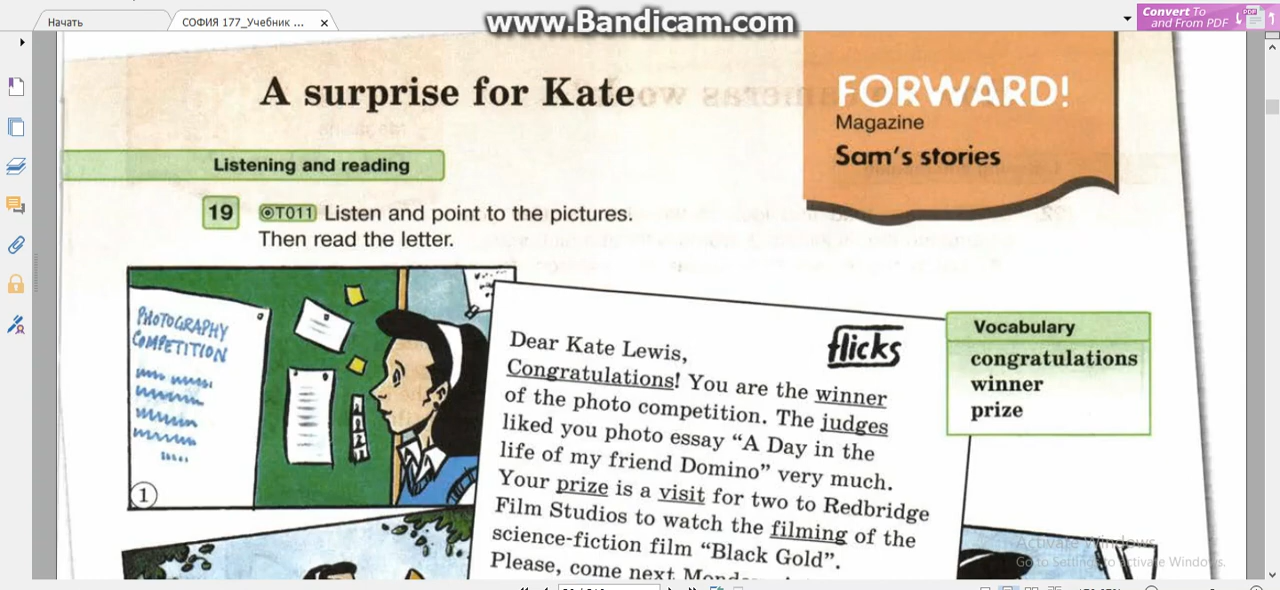 www.Bandicam.com
Начать
СОФИЯ 177_Учебник ...
Convert To
and From PDF
PDF
A surprise for Kate
FORWARD!
Magazine
Sam's stories
Listening and reading
19 T011 Listen and point to the pictures.
Then read the letter.
PHOTOGRAPHY
COMPETITION
1
flicks
Dear Kate Lewis,
Congratulations! You are the winner
of the photo competition. The judges
liked you photo essay "A Day in the
life of my friend Domino" very much.
Your prize is a visit for two to Redbridge
Film Studios to watch the filming of the
science-fiction film "Black Gold".
Please, come next
Vocabulary
congratulations
winner
prize
Activate Windows
Go to Settings to activate Windows.